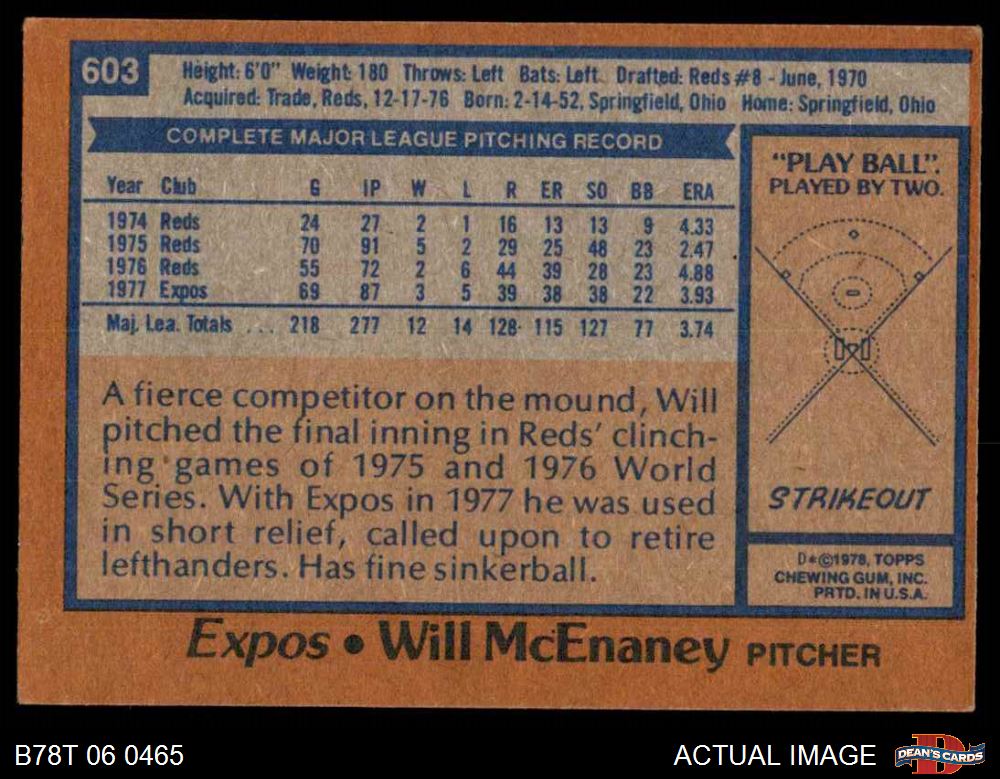 603
Height: 6'0" Weight: 180 Throws: Left Bats: Left Drafted: Reds #8 - June, 1970
Acquired: Trade, Reds, 12-17-76 Born: 2-14-52, Springfield, Ohio Home: Springfield, Ohio
COMPLETE MAJOR LEAGUE PITCHING RECORD
Year Club G IP W L R ER SO BB ERA
1974 Reds 24 27 2 1 16 13 13 9 4.33
1975 Reds 70 91 5 2 29 25 48 23 2.47
1976 Reds 55 72 2 6 44 39 28 23 4.88
1977 Expos 69 87 3 5 39 38 38 22 3.93
Maj. Lea. Totals ... 218 277 12 14 128 115 127 77 3.74
A fierce competitor on the mound, Will
pitched the final inning in Reds' clinch-
ing games of 1975 and 1976 World
Series. With Expos in 1977 he was used
in short relief, called upon to retire
lefthanders. Has fine sinkerball.
"PLAY BALL".
PLAYED BY TWO.
STRIKEOUT
D*©1978, TOPPS
CHEWING GUM, INC.
PRTD. IN U.S.A.
Expos • Will McEnaney PITCHER
B78T 06 0465
ACTUAL IMAGE
DEAN'S CARDS